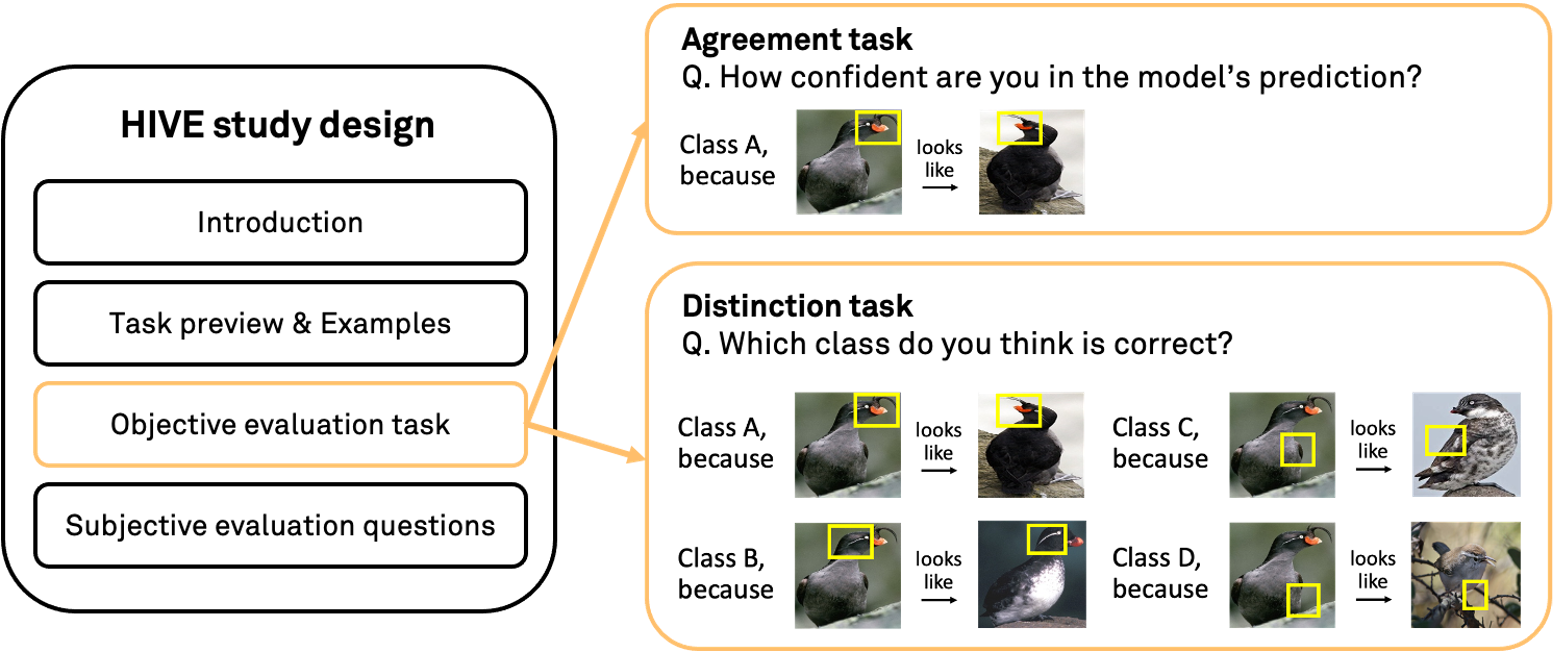 HIVE study design
Introduction
Task preview & Examples
Objective evaluation task
Subjective evaluation questions
Agreement task
Q. How confident are you in the model's prediction?
Class A,
because
looks
like
Distinction task
Q. Which class do you think is correct?
Class A,
because
looks
like
Class C,
because
looks
like
Class B,
because
looks
like
Class D,
because
looks
like